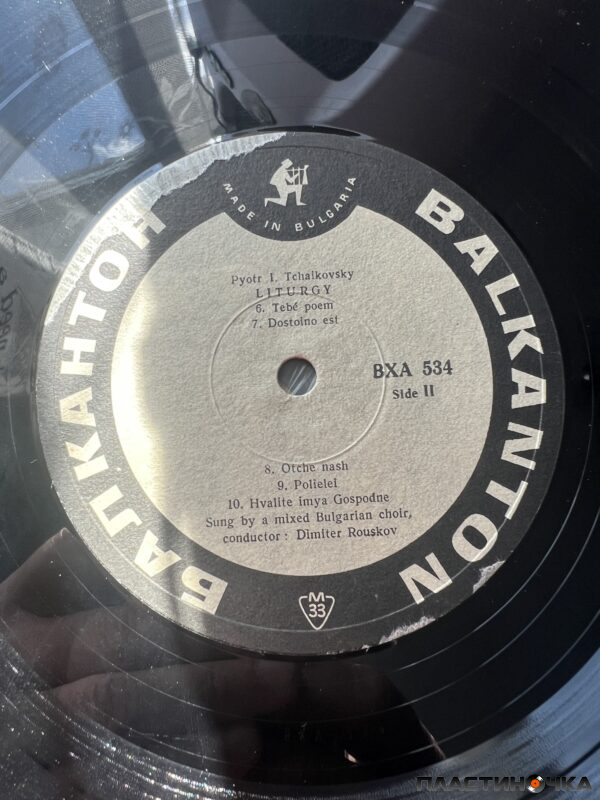 MADE IN BULGARIA
БАЛКАНТОН
BALKANTON
Pyotr I. Tchaikovsky
LITURGY
6. Tebé poem
7. Dostoino est
BXA 534
Side II
8. Otche nash
9. Polielei
10. Hvalite imya Gospodne
Sung by a mixed Bulgarian choir,
conductor : Dimiter Rouskov
M
33
ПЛАСТИНОЧКА